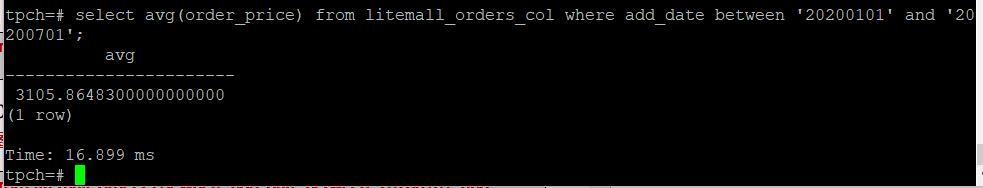 tpch=# select avg(order_price) from litemall_orders_col where add_date between '20200101' and '20
200701';
avg
-----------------------
3105.8648300000000000
(1 row)
Time: 16.899 ms
tpch=#